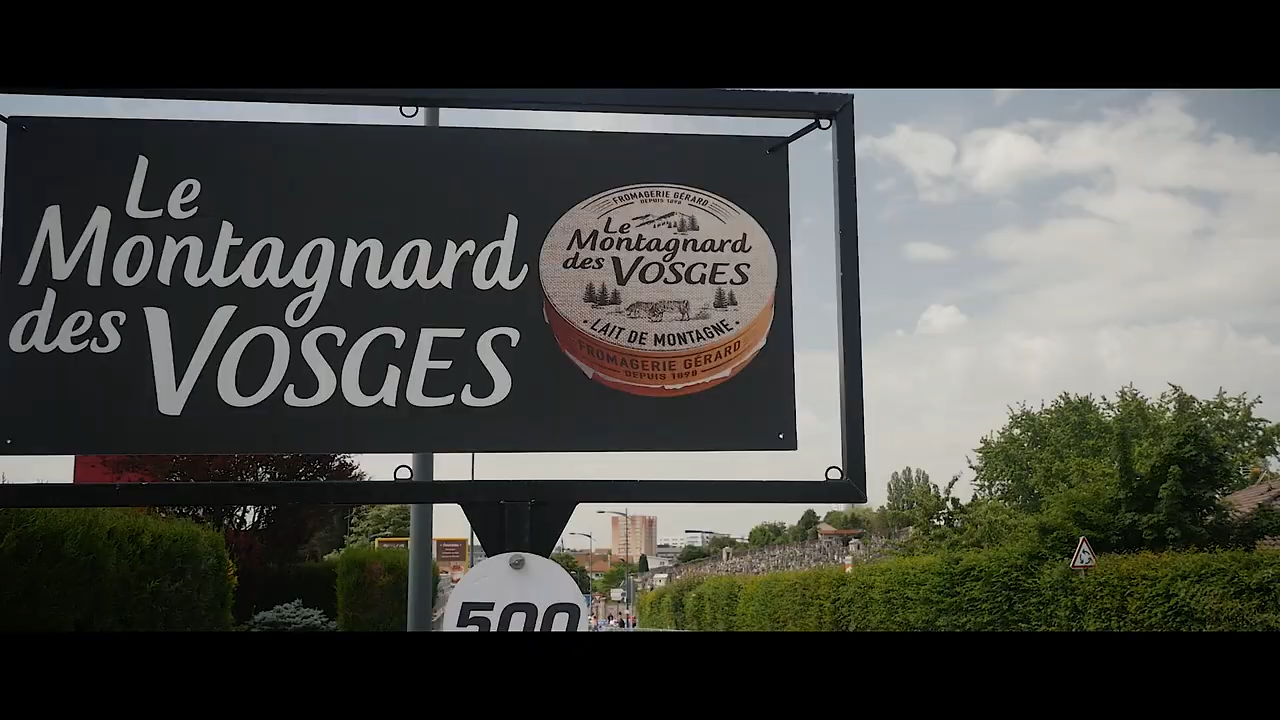 Le
Montagnard
des VOSGES
FROMAGERIE GÉRARD
DEPUIS 1898
Le
Montagnard
des VOSGES
• LAIT DE MONTAGNE •
FROMAGERIE GÉRARD
DEPUIS 1898
500